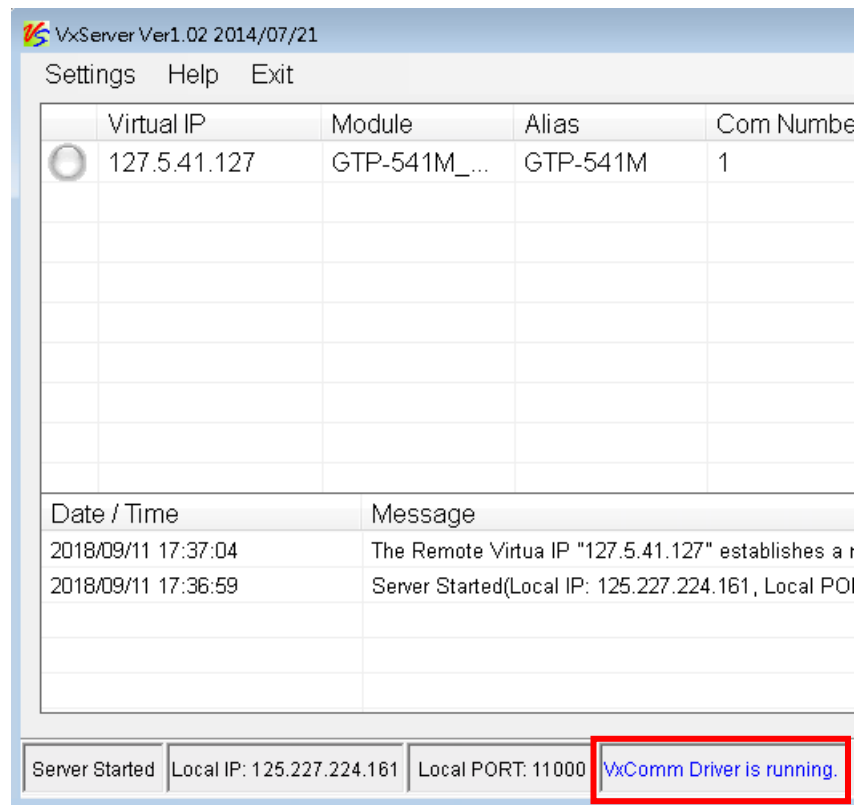 VxServer Ver1.02 2014/07/21
Settings Help Exit
Virtual IP Module Alias Com Numbe
127.5.41.127 GTP-541M_... GTP-541M 1
Date / Time Message
2018/09/11 17:37:04 The Remote Virtua IP "127.5.41.127" establishes a
2018/09/11 17:36:59 Server Started(Local IP: 125.227.224.161, Local PO
Server Started Local IP: 125.227.224.161 Local PORT: 11000 VxComm Driver is running.